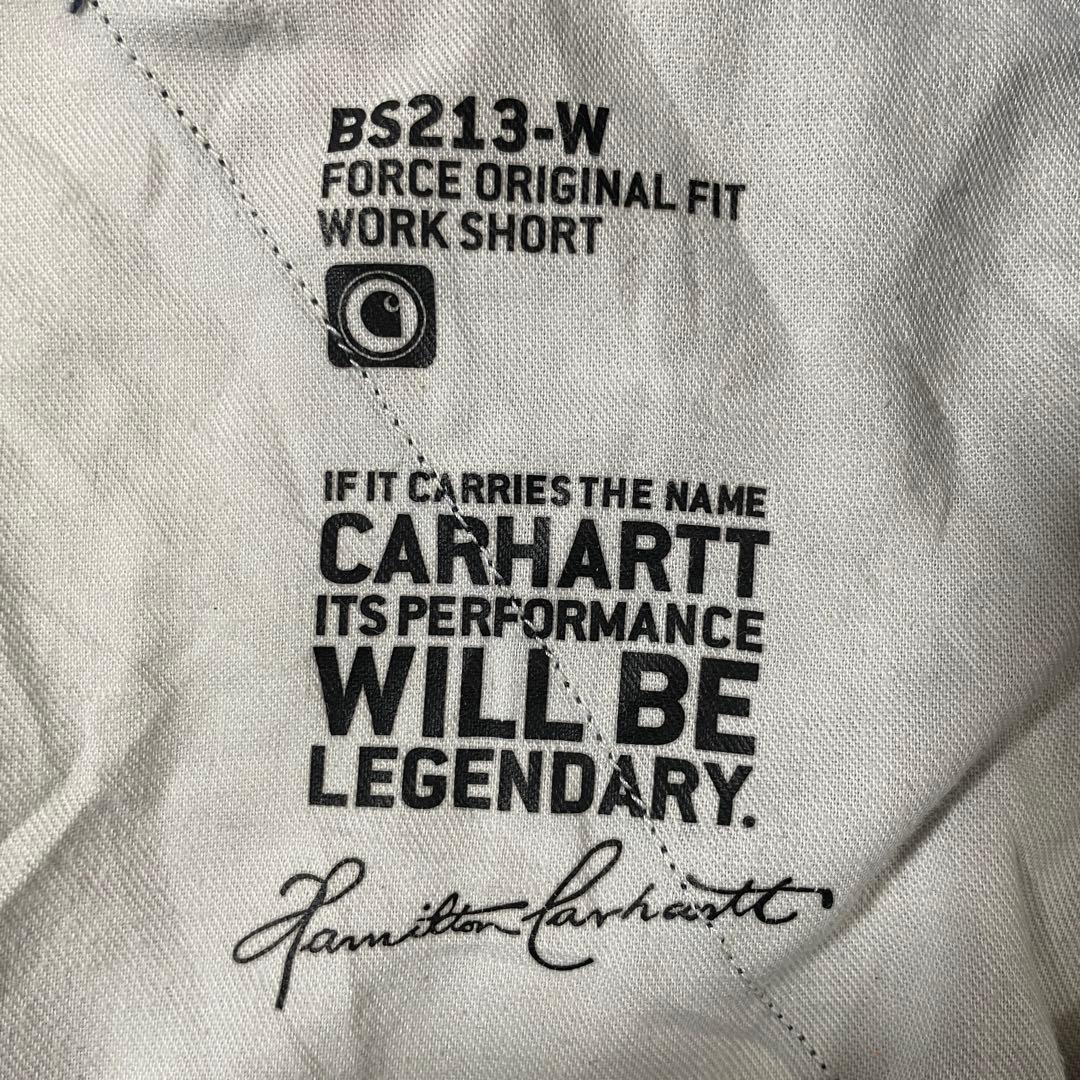 BS213-W
FORCE ORIGINAL FIT
WORK SHORT
IF IT CARRIES THE NAME
CARHARTT
ITS PERFORMANCE
WILL BE
LEGENDARY.
Hamilton Carhartt